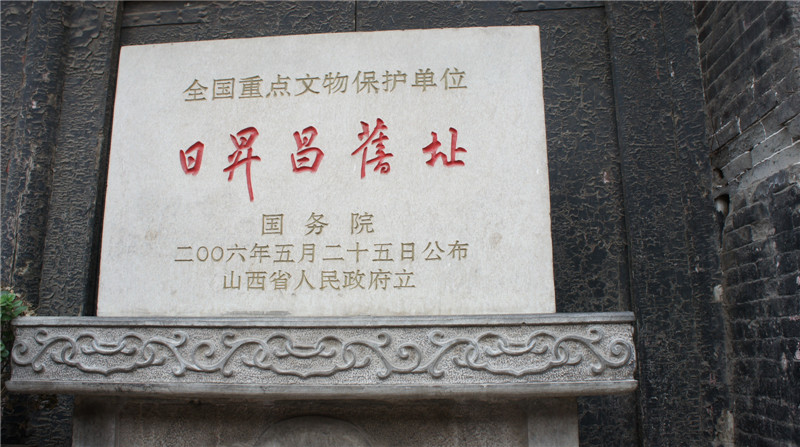 全国重点文物保护单位
日昇昌舊址
国务院
二〇〇六年五月二十五日公布
山西省人民政府立